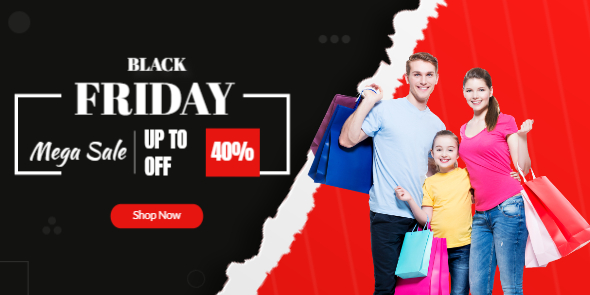 BLACK
FRIDAY
Mega Sale
UP TO
OFF
40%
Shop Now